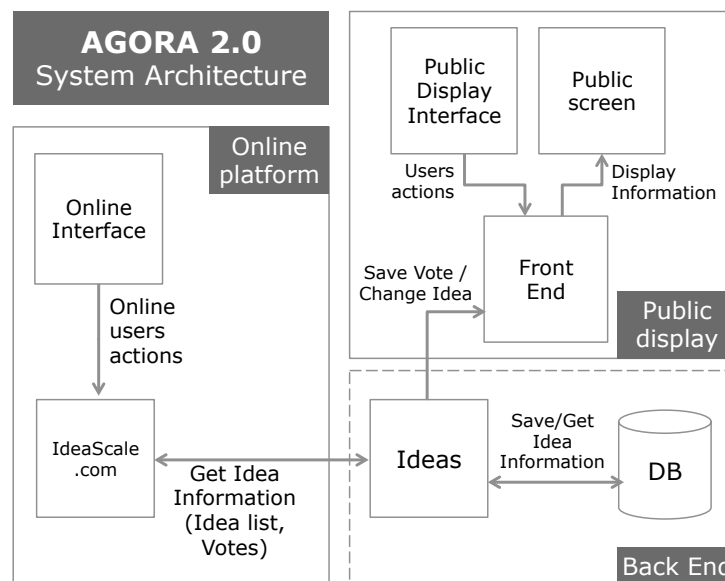 AGORA 2.0
System Architecture
Online
platform
Online
Interface
Online
users
actions
IdeaScale
.com
Get Idea
Information
(Idea list,
Votes)
Public
Display
Interface
Public
screen
Users
actions
Display
Information
Front
End
Save Vote /
Change Idea
Public
display
Ideas
Save/Get
Idea
Information
DB
Back End